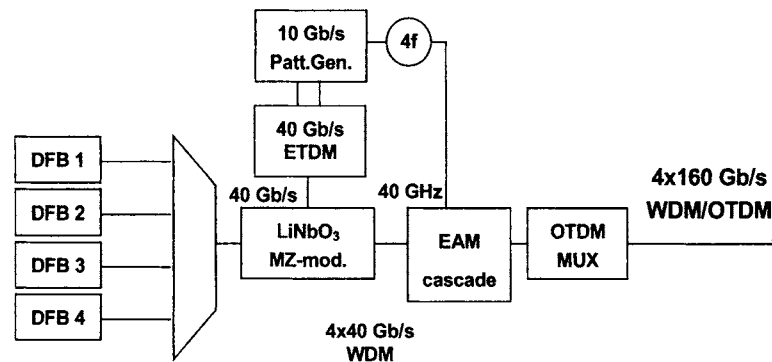 10 Gb/s
Patt.Gen.
4f
40 Gb/s
ETDM
DFB 1
DFB 2
DFB 3
DFB 4
40 Gb/s
40 GHz
LiNbO₃
MZ-mod.
EAM
cascade
OTDM
MUX
4x160 Gb/s
WDM/OTDM
4x40 Gb/s
WDM